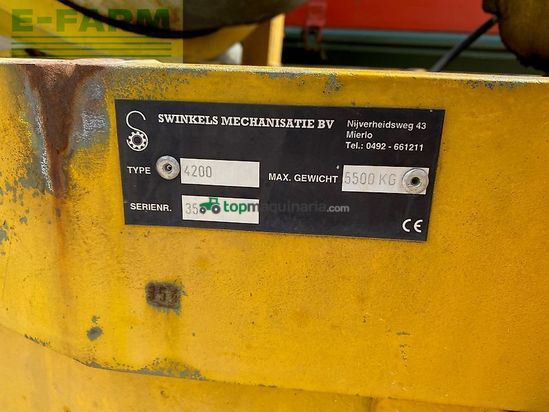 E-FARM
SWINKELS MECHANISATIE BV
Nijverheidsweg 43
Mierlo
Tel.: 0492 - 661211
TYPE 4200 MAX. GEWICHT 5500 KG
SERIENR.
topmaquinaria.com
CE